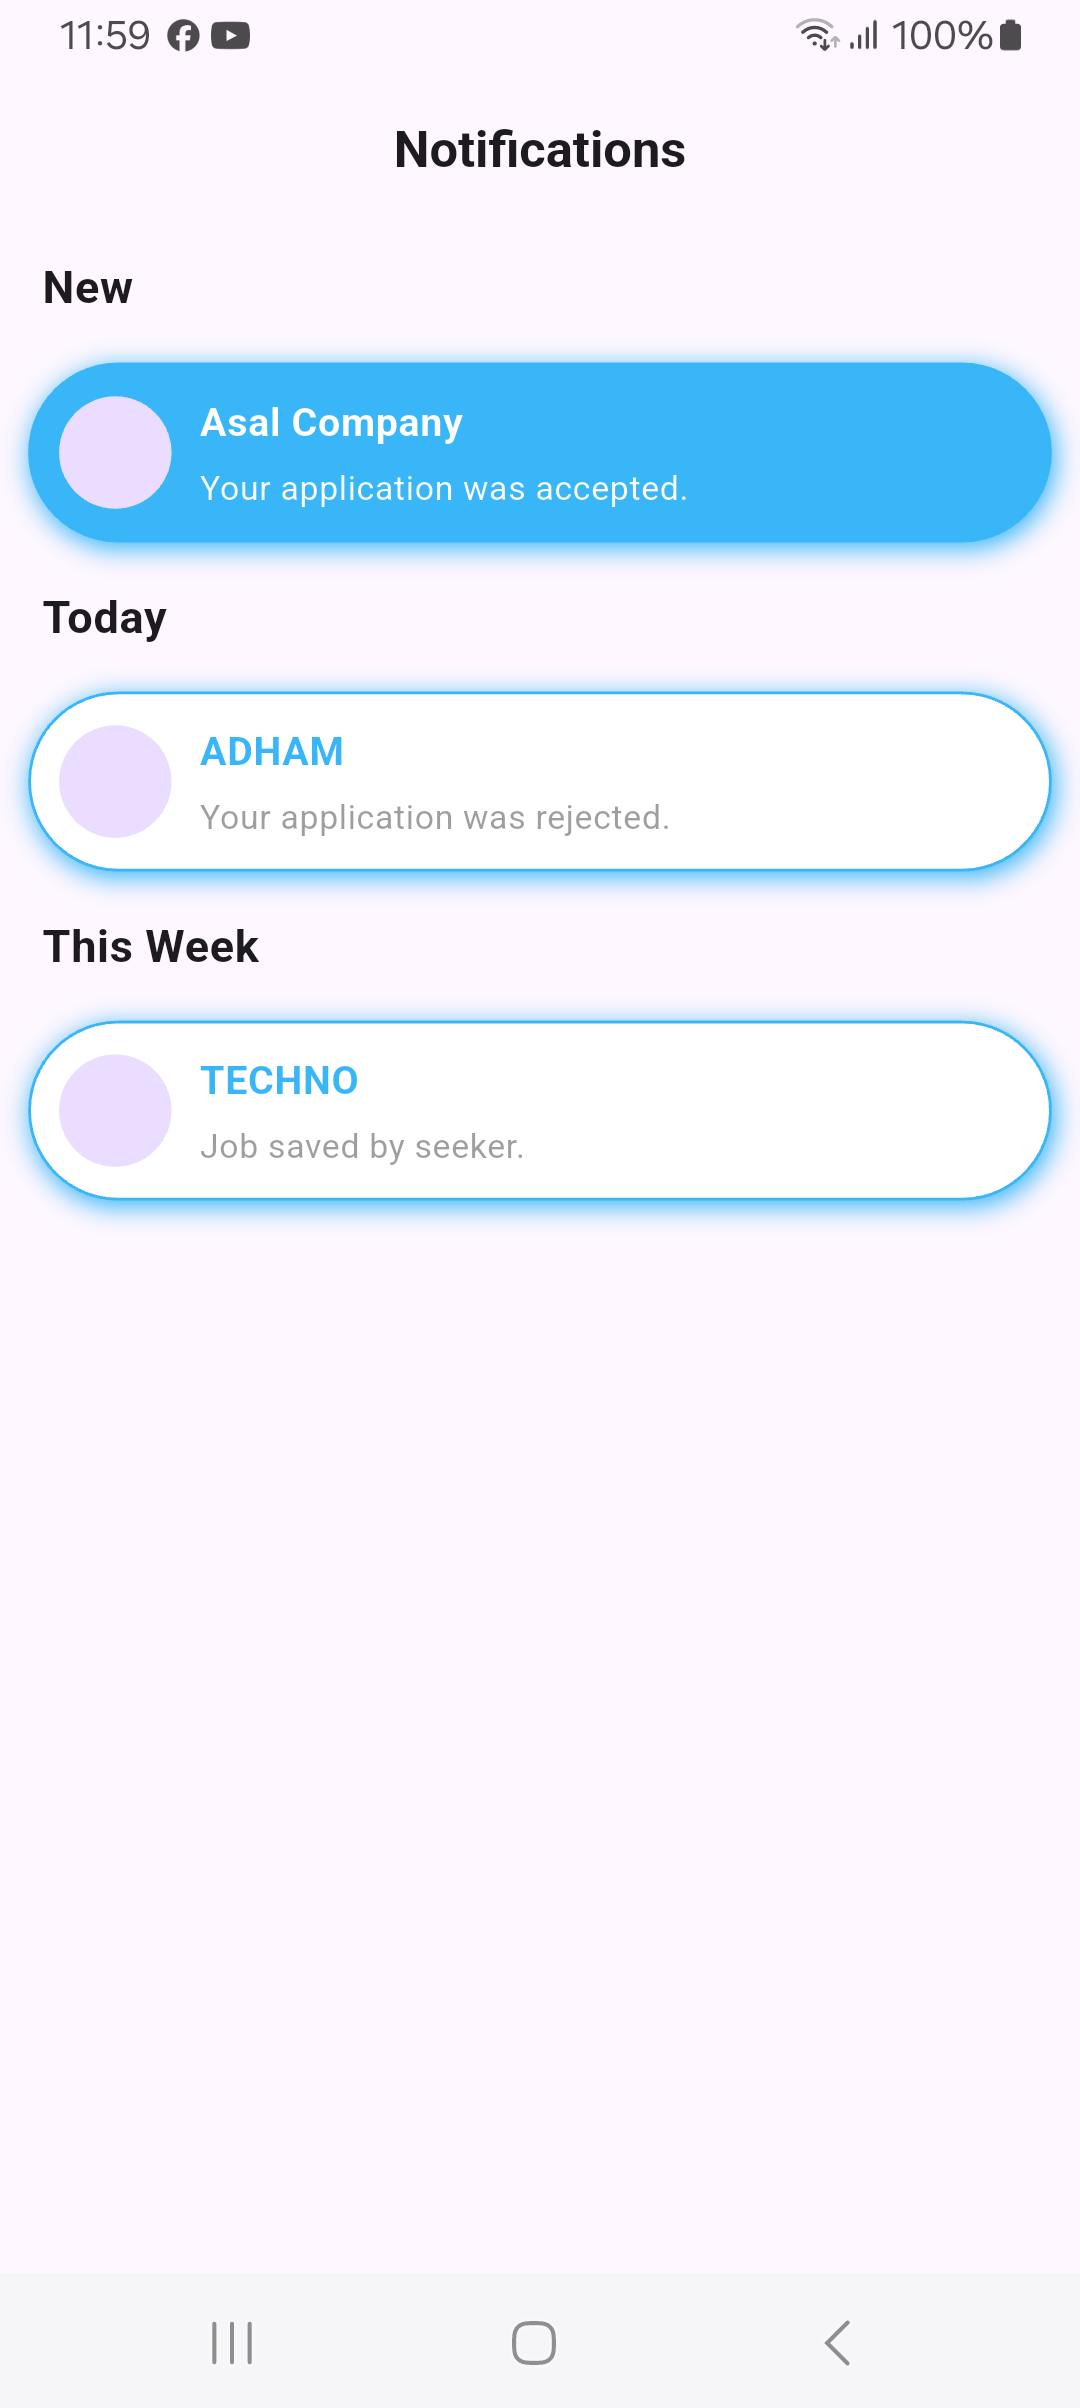 11:59
100%
Notifications
New
Asal Company
Your application was accepted.
Today
ADHAM
Your application was rejected.
This Week
TECHNO
Job saved by seeker.